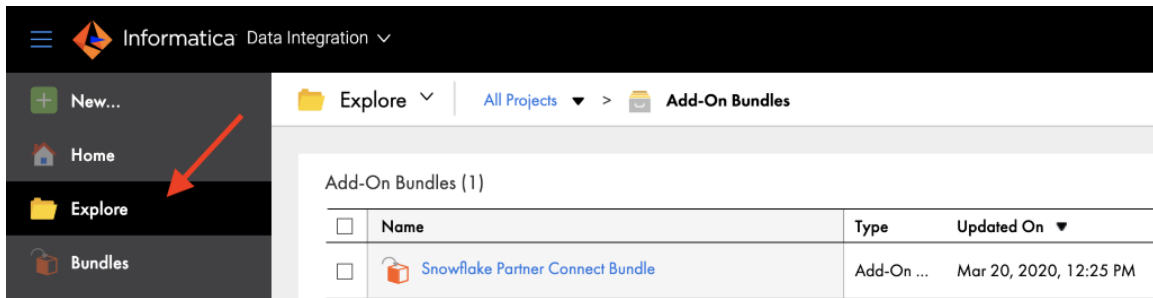 Informatica Data Integration
New...
Explore
All Projects > Add-On Bundles
Home
Add-On Bundles (1)
Explore
Name Type Updated On
Bundles
Snowflake Partner Connect Bundle Add-On ... Mar 20, 2020, 12:25 PM